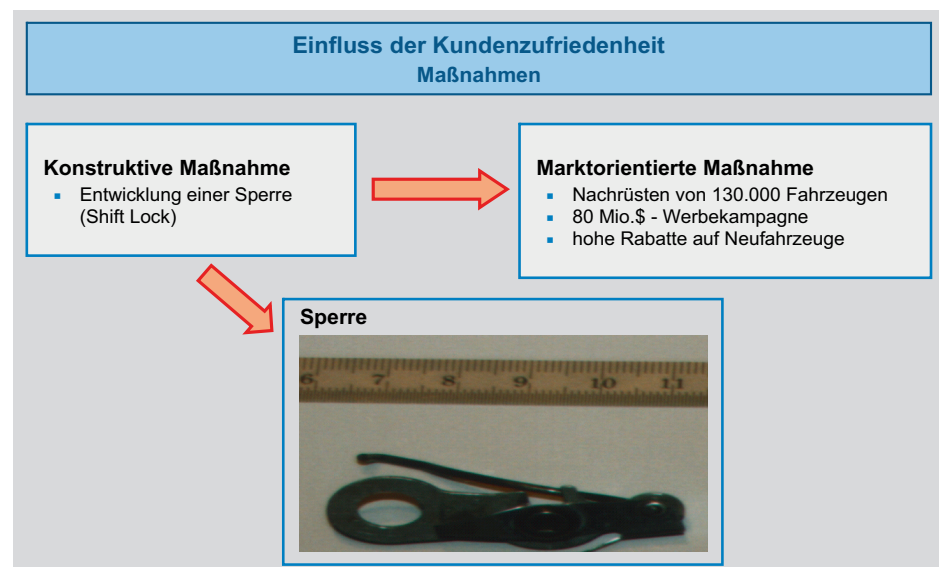 Einfluss der Kundenzufriedenheit
Maßnahmen
Konstruktive Maßnahme
▪ Entwicklung einer Sperre
(Shift Lock)
Marktorientierte Maßnahme
▪ Nachrüsten von 130.000 Fahrzeugen
▪ 80 Mio.$ - Werbekampagne
▪ hohe Rabatte auf Neufahrzeuge
Sperre
6 7 8 9 10 11